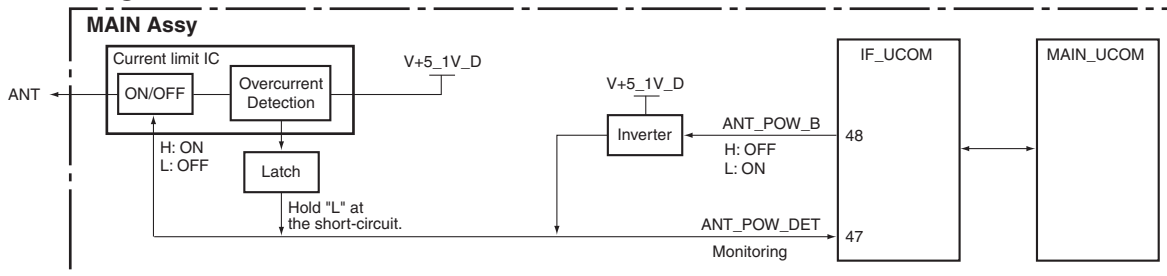 MAIN Assy
Current limit IC
ON/OFF
Overcurrent
Detection
V+5_1V_D
ANT
H: ON
L: OFF
Latch
Hold "L" at
the short-circuit.
V+5_1V_D
Inverter
ANT_POW_B
H: OFF
L: ON
ANT_POW_DET
Monitoring
IF_UCOM
48
47
MAIN_UCOM